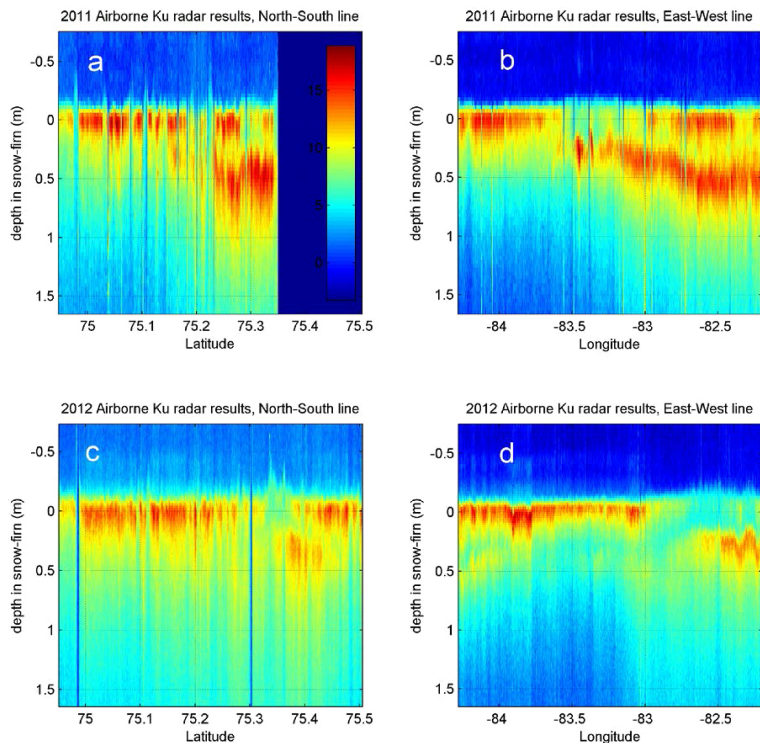 2011 Airborne Ku radar results, North-South line
a
-0.5
0
0.5
1
1.5
depth in snow-firn (m)
15
10
5
0
75 75.1 75.2 75.3 75.4 75.5
Latitude
2011 Airborne Ku radar results, East-West line
b
-0.5
0
0.5
1
1.5
depth in snow-firn (m)
-84 -83.5 -83 -82.5
Longitude
2012 Airborne Ku radar results, North-South line
c
-0.5
0
0.5
1
1.5
depth in snow-firn (m)
75 75.1 75.2 75.3 75.4 75.5
Latitude
2012 Airborne Ku radar results, East-West line
d
-0.5
0
0.5
1
1.5
depth in snow-firn (m)
-84 -83.5 -83 -82.5
Longitude